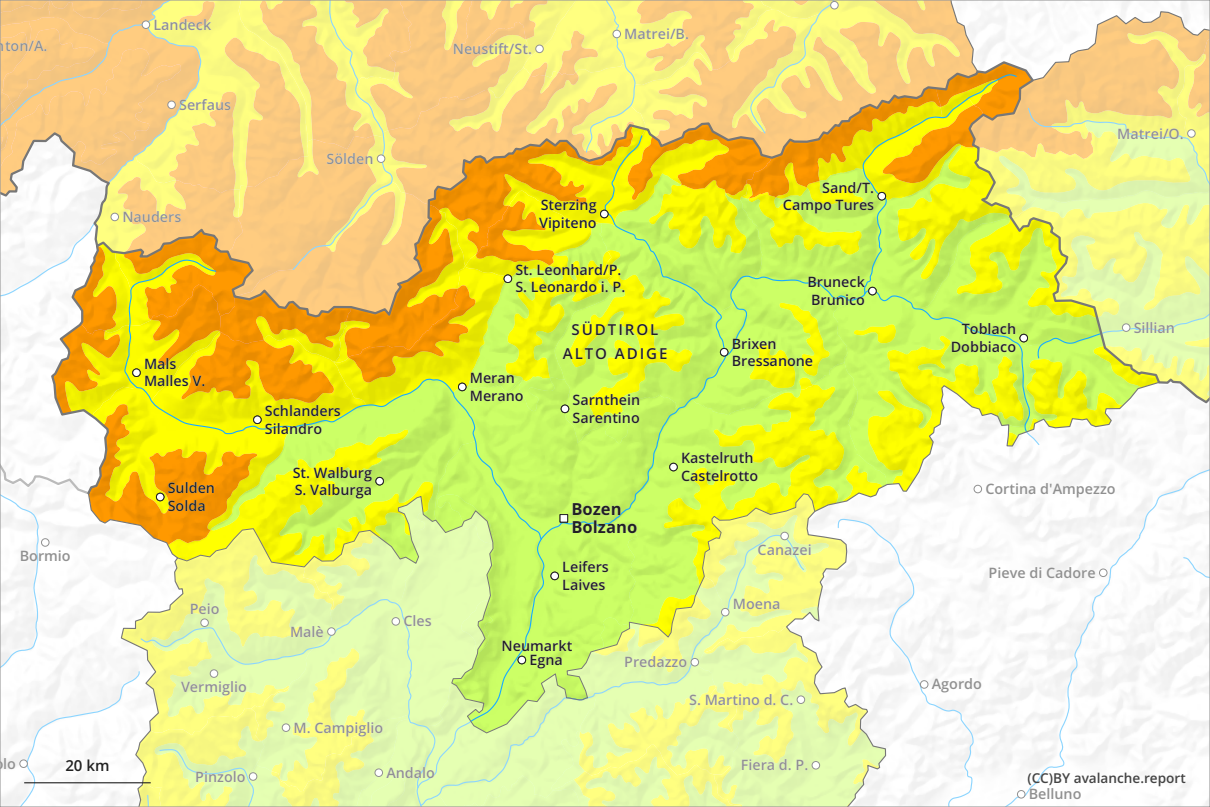 Landeck
Matrei/B.
Neustift/St.
nton/A.
Serfaus
Matrei/O.
Sölden
Sand/T.
Campo Tures
Sterzing
Vipiteno
Nauders
St. Leonhard/P.
S. Leonardo i. P.
Bruneck
Brunico
SÜDTIROL
ALTO ADIGE
Toblach
Dobbiaco
Sillian
Brixen
Bressanone
Mals
Malles V.
Meran
Merano
Sarnthein
Sarentino
Schlanders
Silandro
Kastelruth
Castelrotto
St. Walburg
S. Valburga
Sulden
Solda
Cortina d'Ampezzo
Bozen
Bolzano
Bormio
Canazei
Leifers
Laives
Pieve di Cadore
Peio
Moena
Cles
Malè
Neumarkt
Egna
Predazzo
Vermiglio
Agordo
S. Martino d. C.
M. Campiglio
olo
20 km
Pinzolo
Andalo
Fiera d. P.
(CC)BY avalanche.report
Belluno